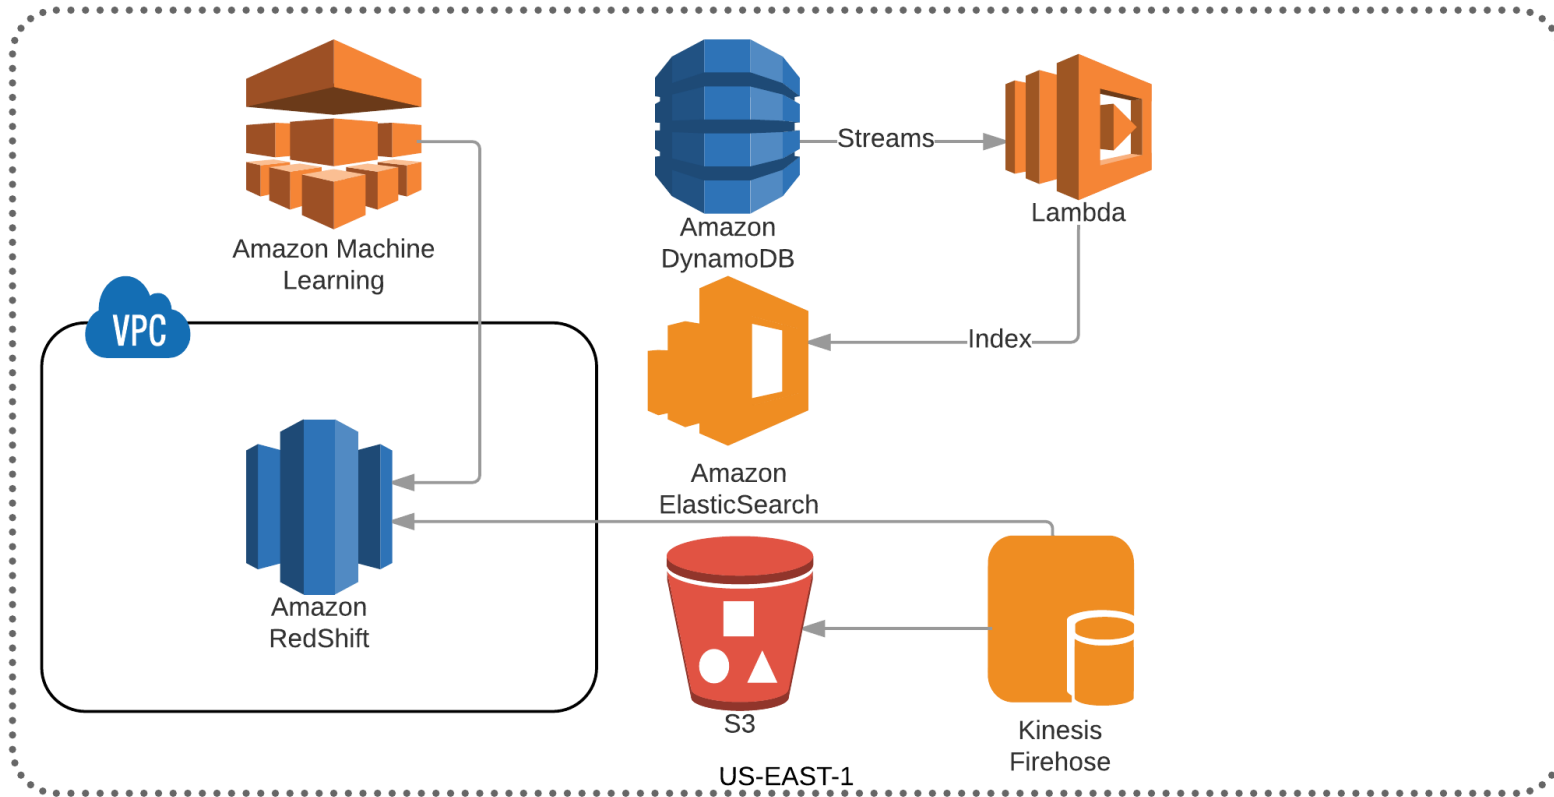 Amazon Machine
Learning
Amazon
DynamoDB
Streams
Lambda
VPC
Index
Amazon
ElasticSearch
Amazon
RedShift
S3
Kinesis
Firehose
US-EAST-1